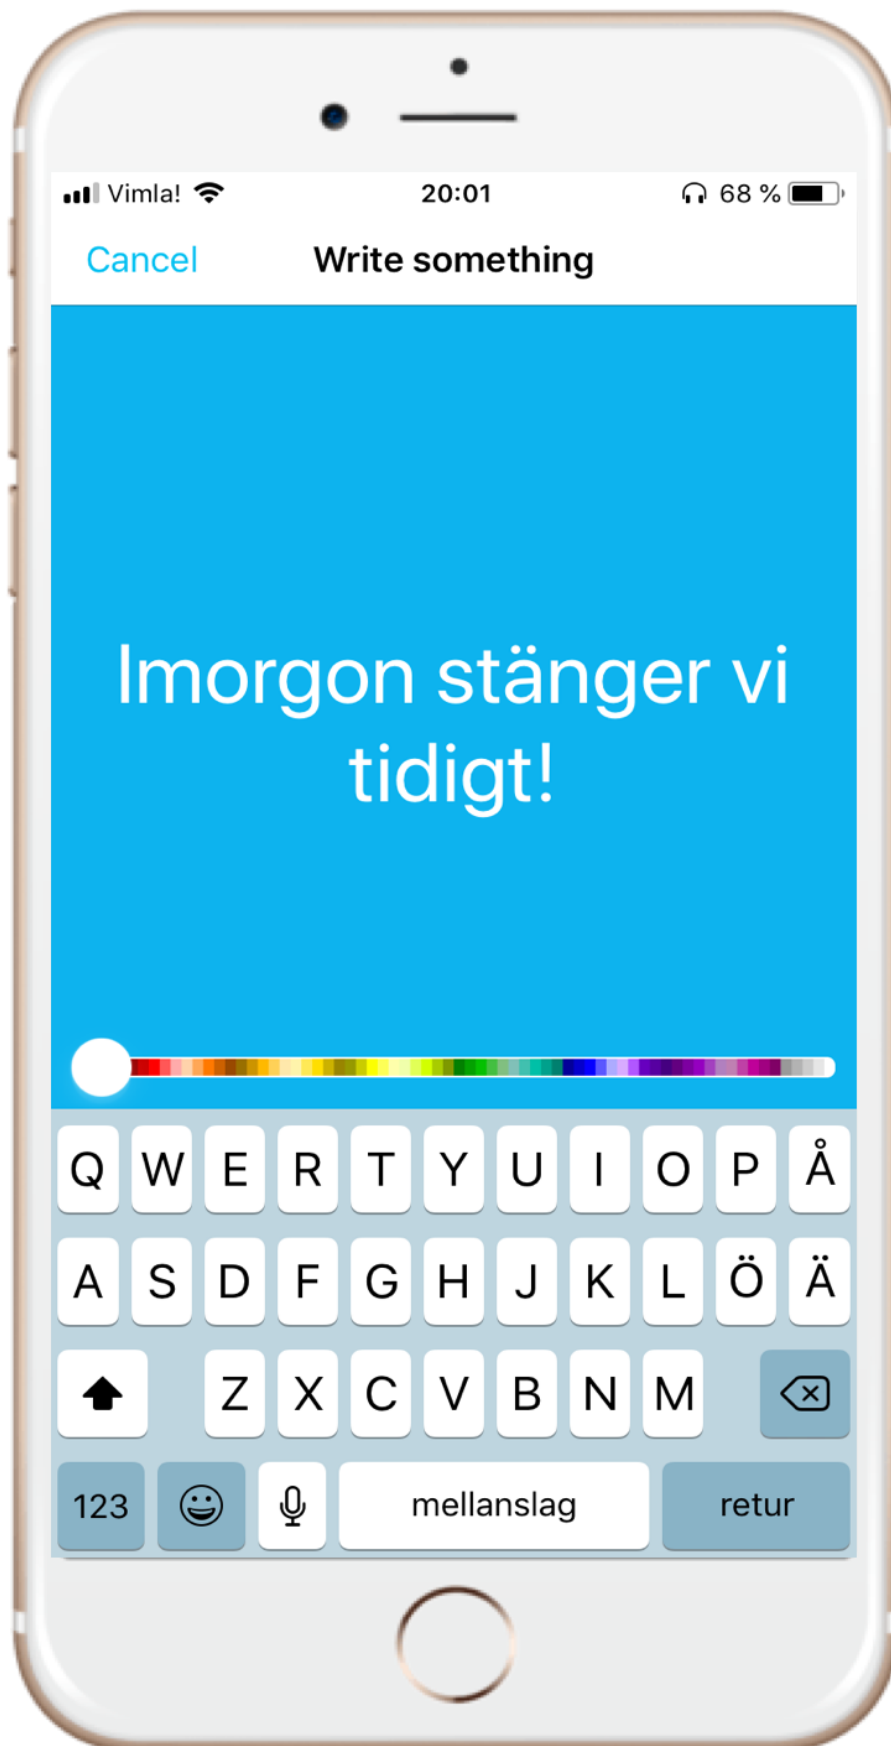 Vimla! 20:01 68 %
Cancel Write something
Imorgon stänger vi
tidigt!
Q W E R T Y U I O P Å
A S D F G H J K L Ö Ä
Z X C V B N M
123 mellanslag retur